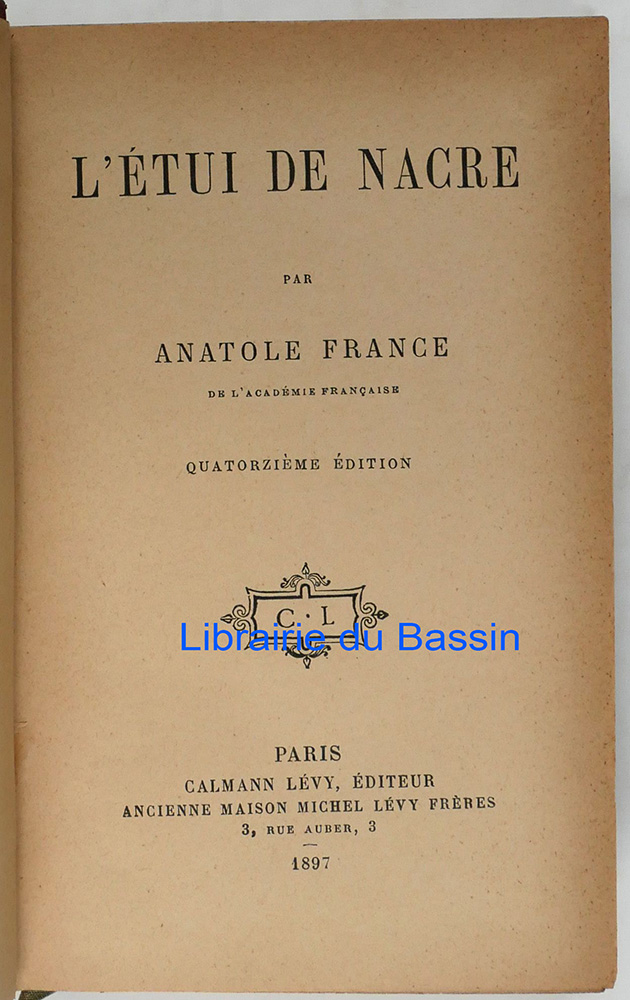 L'ÉTUI DE NACRE
PAR
ANATOLE FRANCE
DE L'ACADÉMIE FRANÇAISE
QUATORZIÈME ÉDITION
C · L
Librairie du Bassin
PARIS
CALMANN LÉVY, ÉDITEUR
ANCIENNE MAISON MICHEL LÉVY FRÈRES
3, RUE AUBER, 3
1897